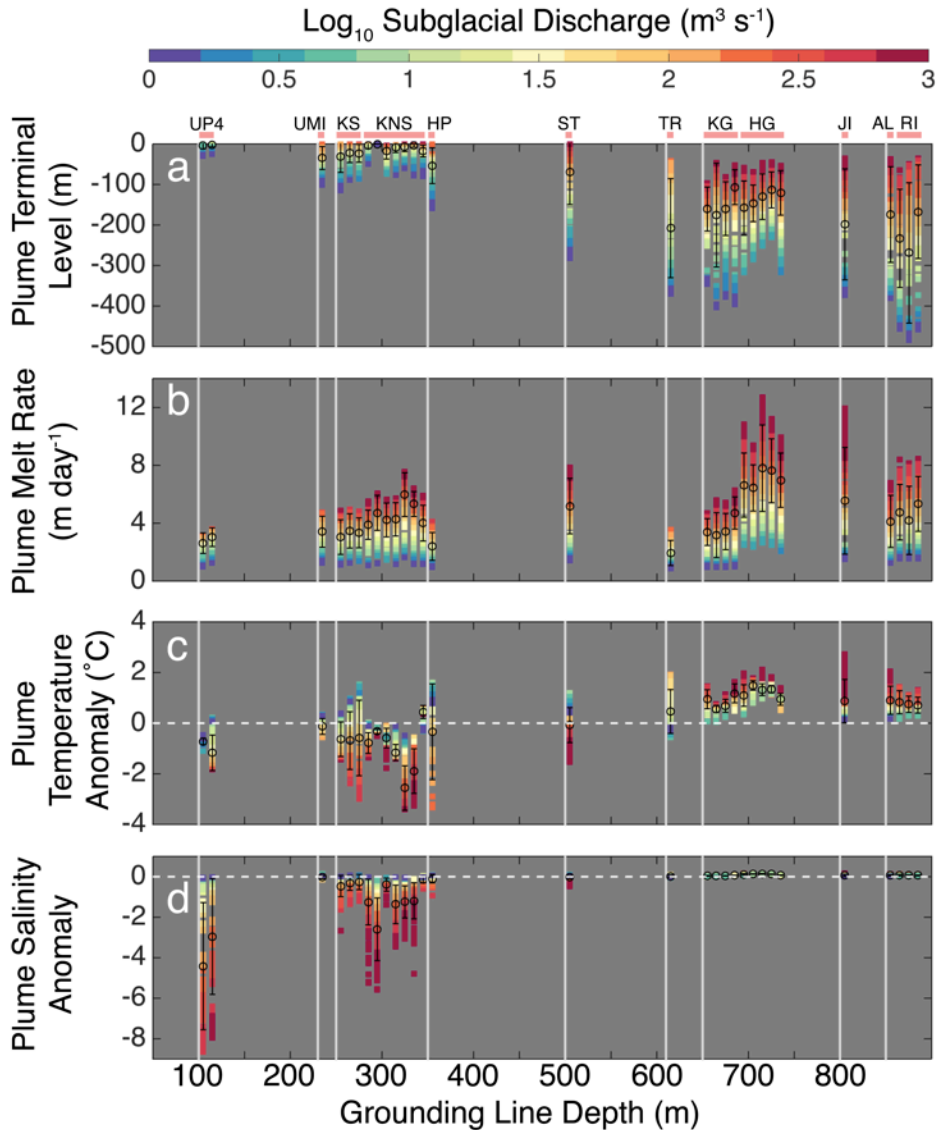 Log₁₀ Subglacial Discharge (m³ s⁻¹)
0 0.5 1 1.5 2 2.5 3
UP4 UMI KS KNS HP ST TR KG HG JI AL RI
a
Plume Terminal
Level (m)
0
-100
-200
-300
-400
-500
b
Plume Melt Rate
(m day⁻¹)
12
8
4
0
c
Plume
Temperature
Anomaly (˚C)
4
2
0
-2
-4
d
Plume Salinity
Anomaly
0
-2
-4
-6
-8
100 200 300 400 500 600 700 800
Grounding Line Depth (m)